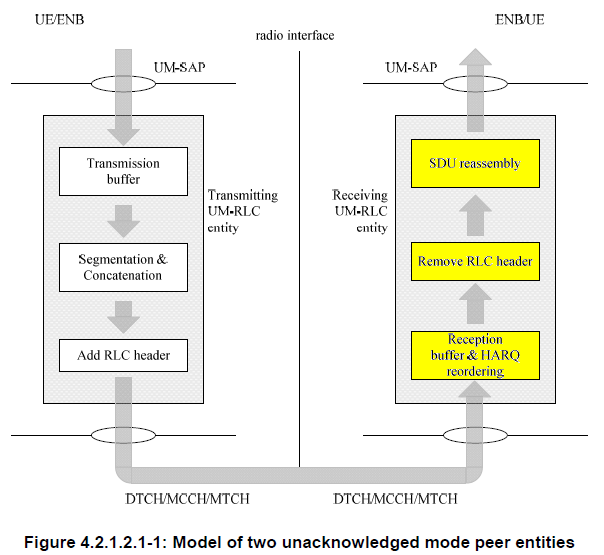 UE/ENB
ENB/UE
radio interface
UM-SAP
UM-SAP
Transmission
buffer
Segmentation &
Concatenation
Add RLC header
Transmitting
UM-RLC
entity
Receiving
UM-RLC
entity
SDU reassembly
Remove RLC header
Reception
buffer & HARQ
reordering
DTCH/MCCH/MTCH
DTCH/MCCH/MTCH
Figure 4.2.1.2.1-1: Model of two unacknowledged mode peer entities